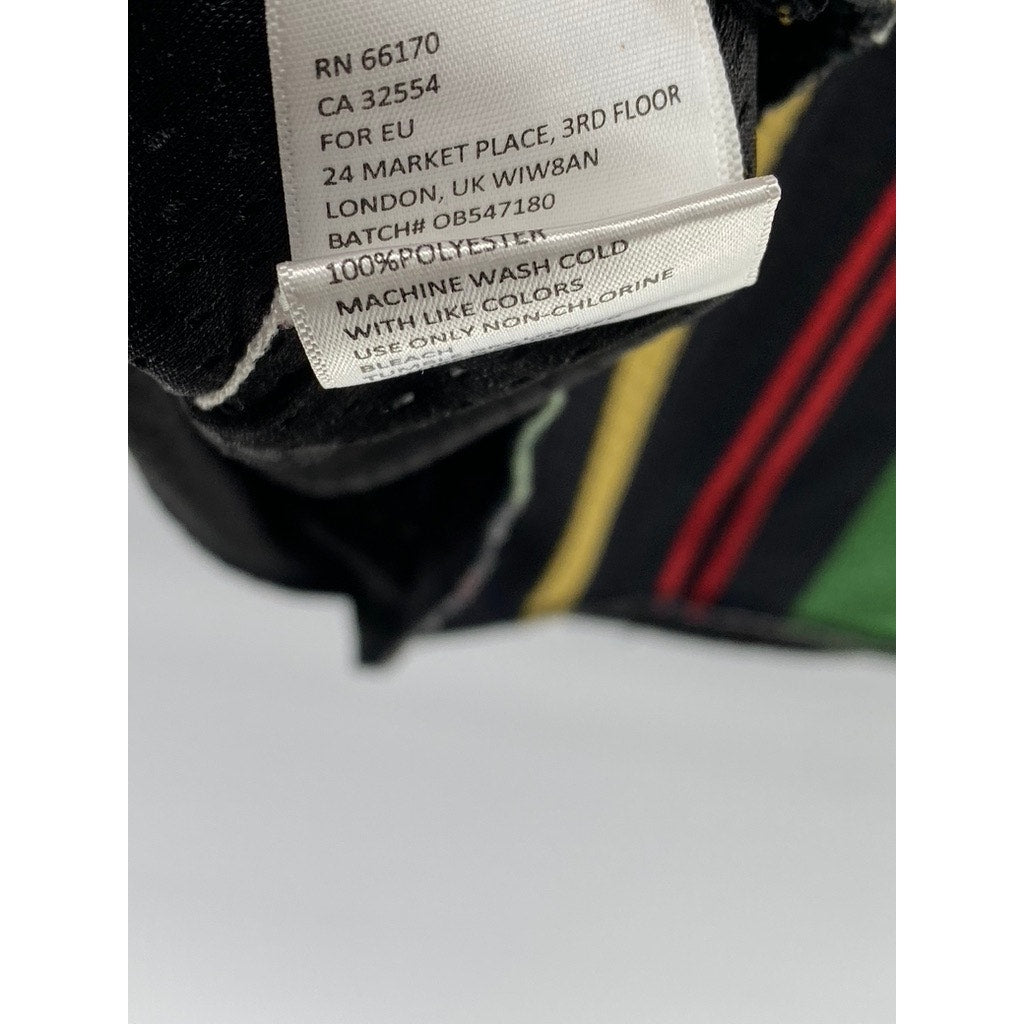 RN 66170
CA 32554
FOR EU
24 MARKET PLACE, 3RD FLOOR
LONDON, UK WIW8AN
BATCH# OB547180
100%POLYESTER
MACHINE WASH COLD
WITH LIKE COLORS
USE ONLY NON-CHLORINE
BLEACH